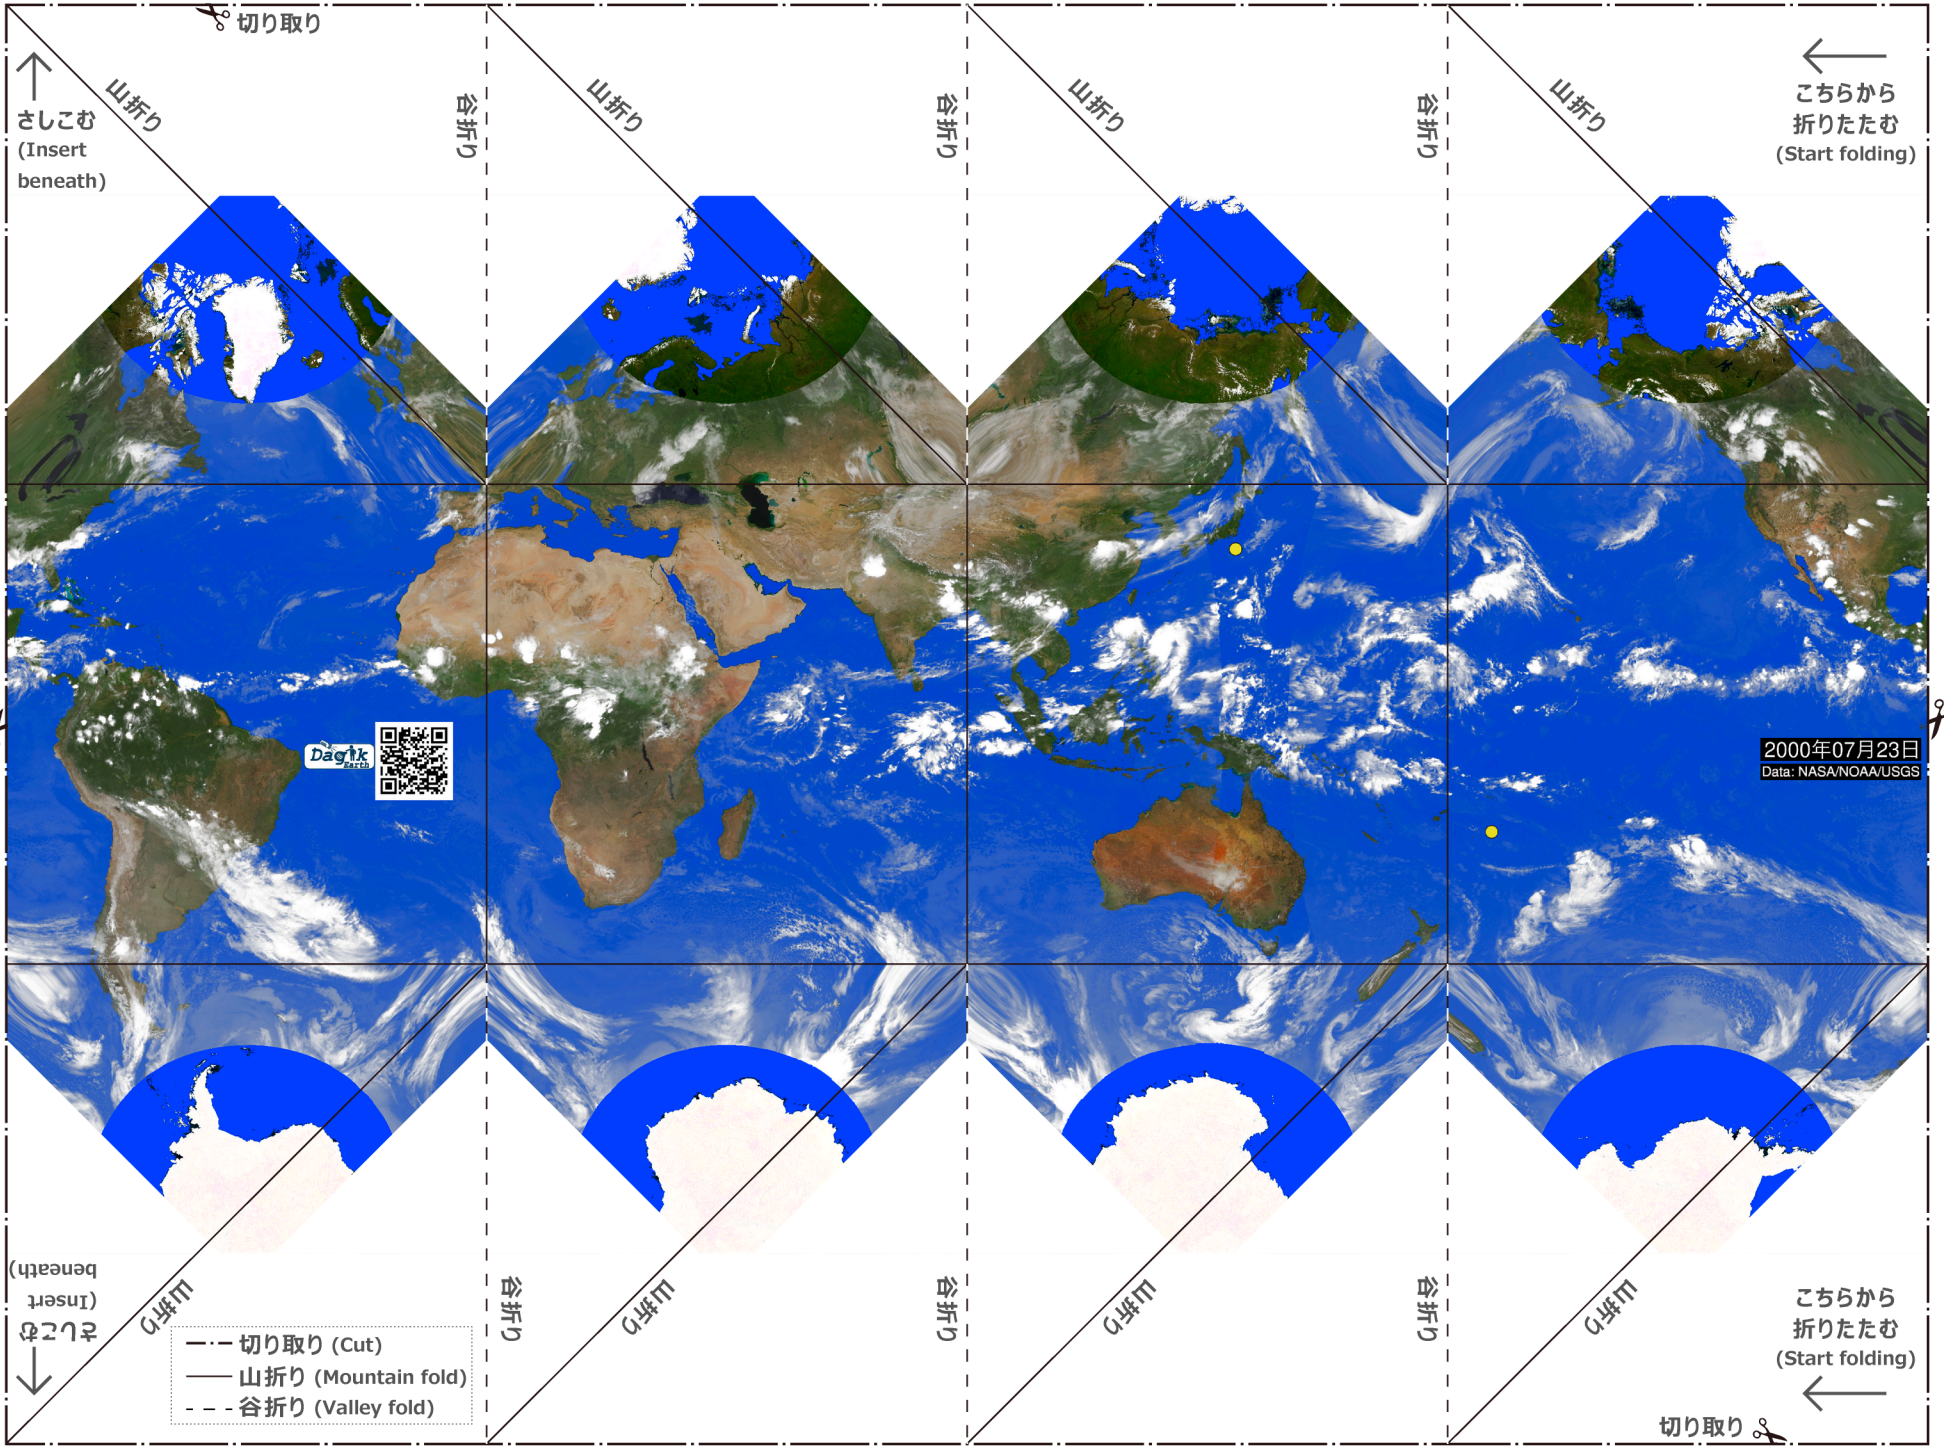 切り取り
さしこむ
(Insert
beneath)
山折り
谷折り
山折り
谷折り
山折り
谷折り
山折り
こちらから
折りたたむ
(Start folding)
Dagik
Earth
2000年07月23日
Data: NASA/NOAA/USGS
さしこむ
(Insert
beneath)
山折り
谷折り
山折り
谷折り
山折り
谷折り
山折り
こちらから
折りたたむ
(Start folding)
切り取り (Cut)
山折り (Mountain fold)
谷折り (Valley fold)
切り取り